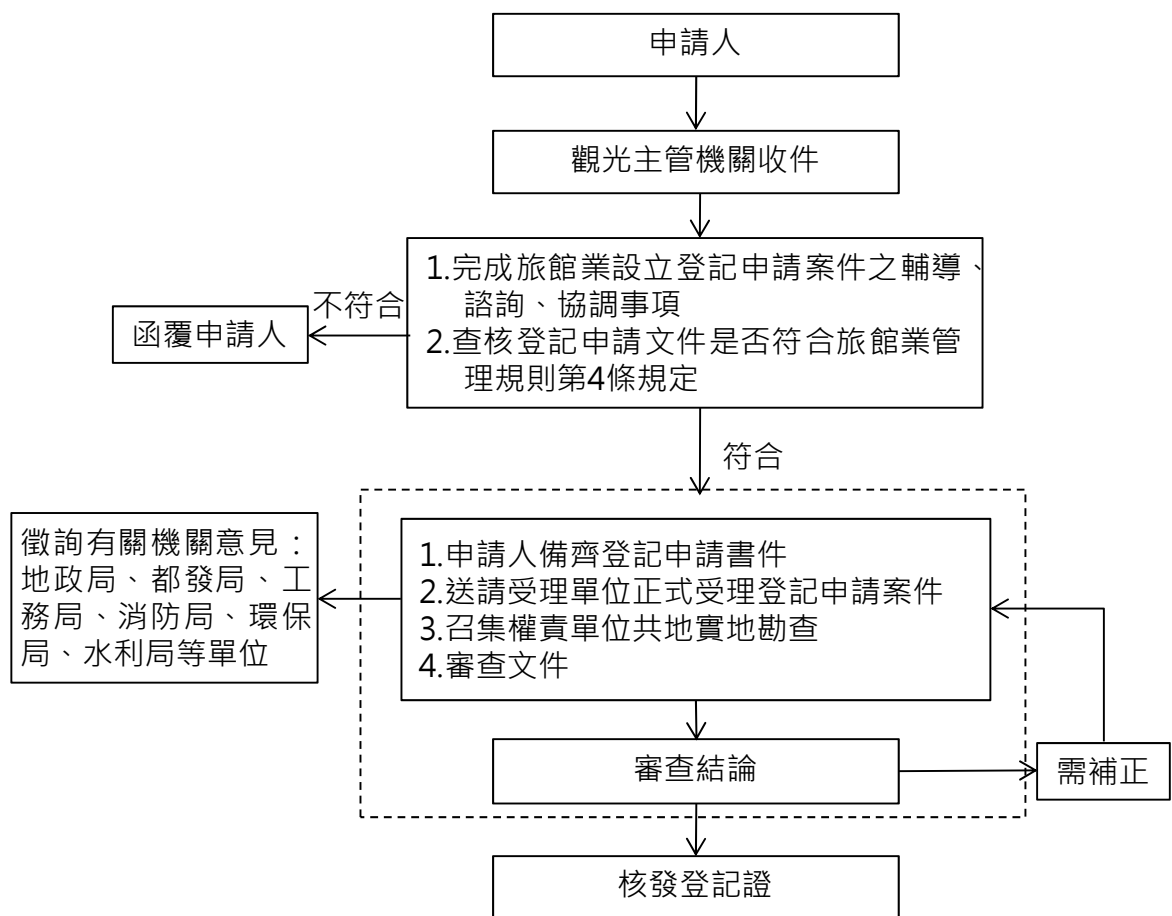 申請人
觀光主管機關收件
1.完成旅館業設立登記申請案件之輔導、
諮詢、協調事項
2.查核登記申請文件是否符合旅館業管
理規則第4條規定
不符合
函覆申請人
符合
徵詢有關機關意見：
地政局、都發局、工
務局、消防局、環保
局、水利局等單位
1.申請人備齊登記申請書件
2.送請受理單位正式受理登記申請案件
3.召集權責單位共地實地勘查
4.審查文件
審查結論
需補正
核發登記證